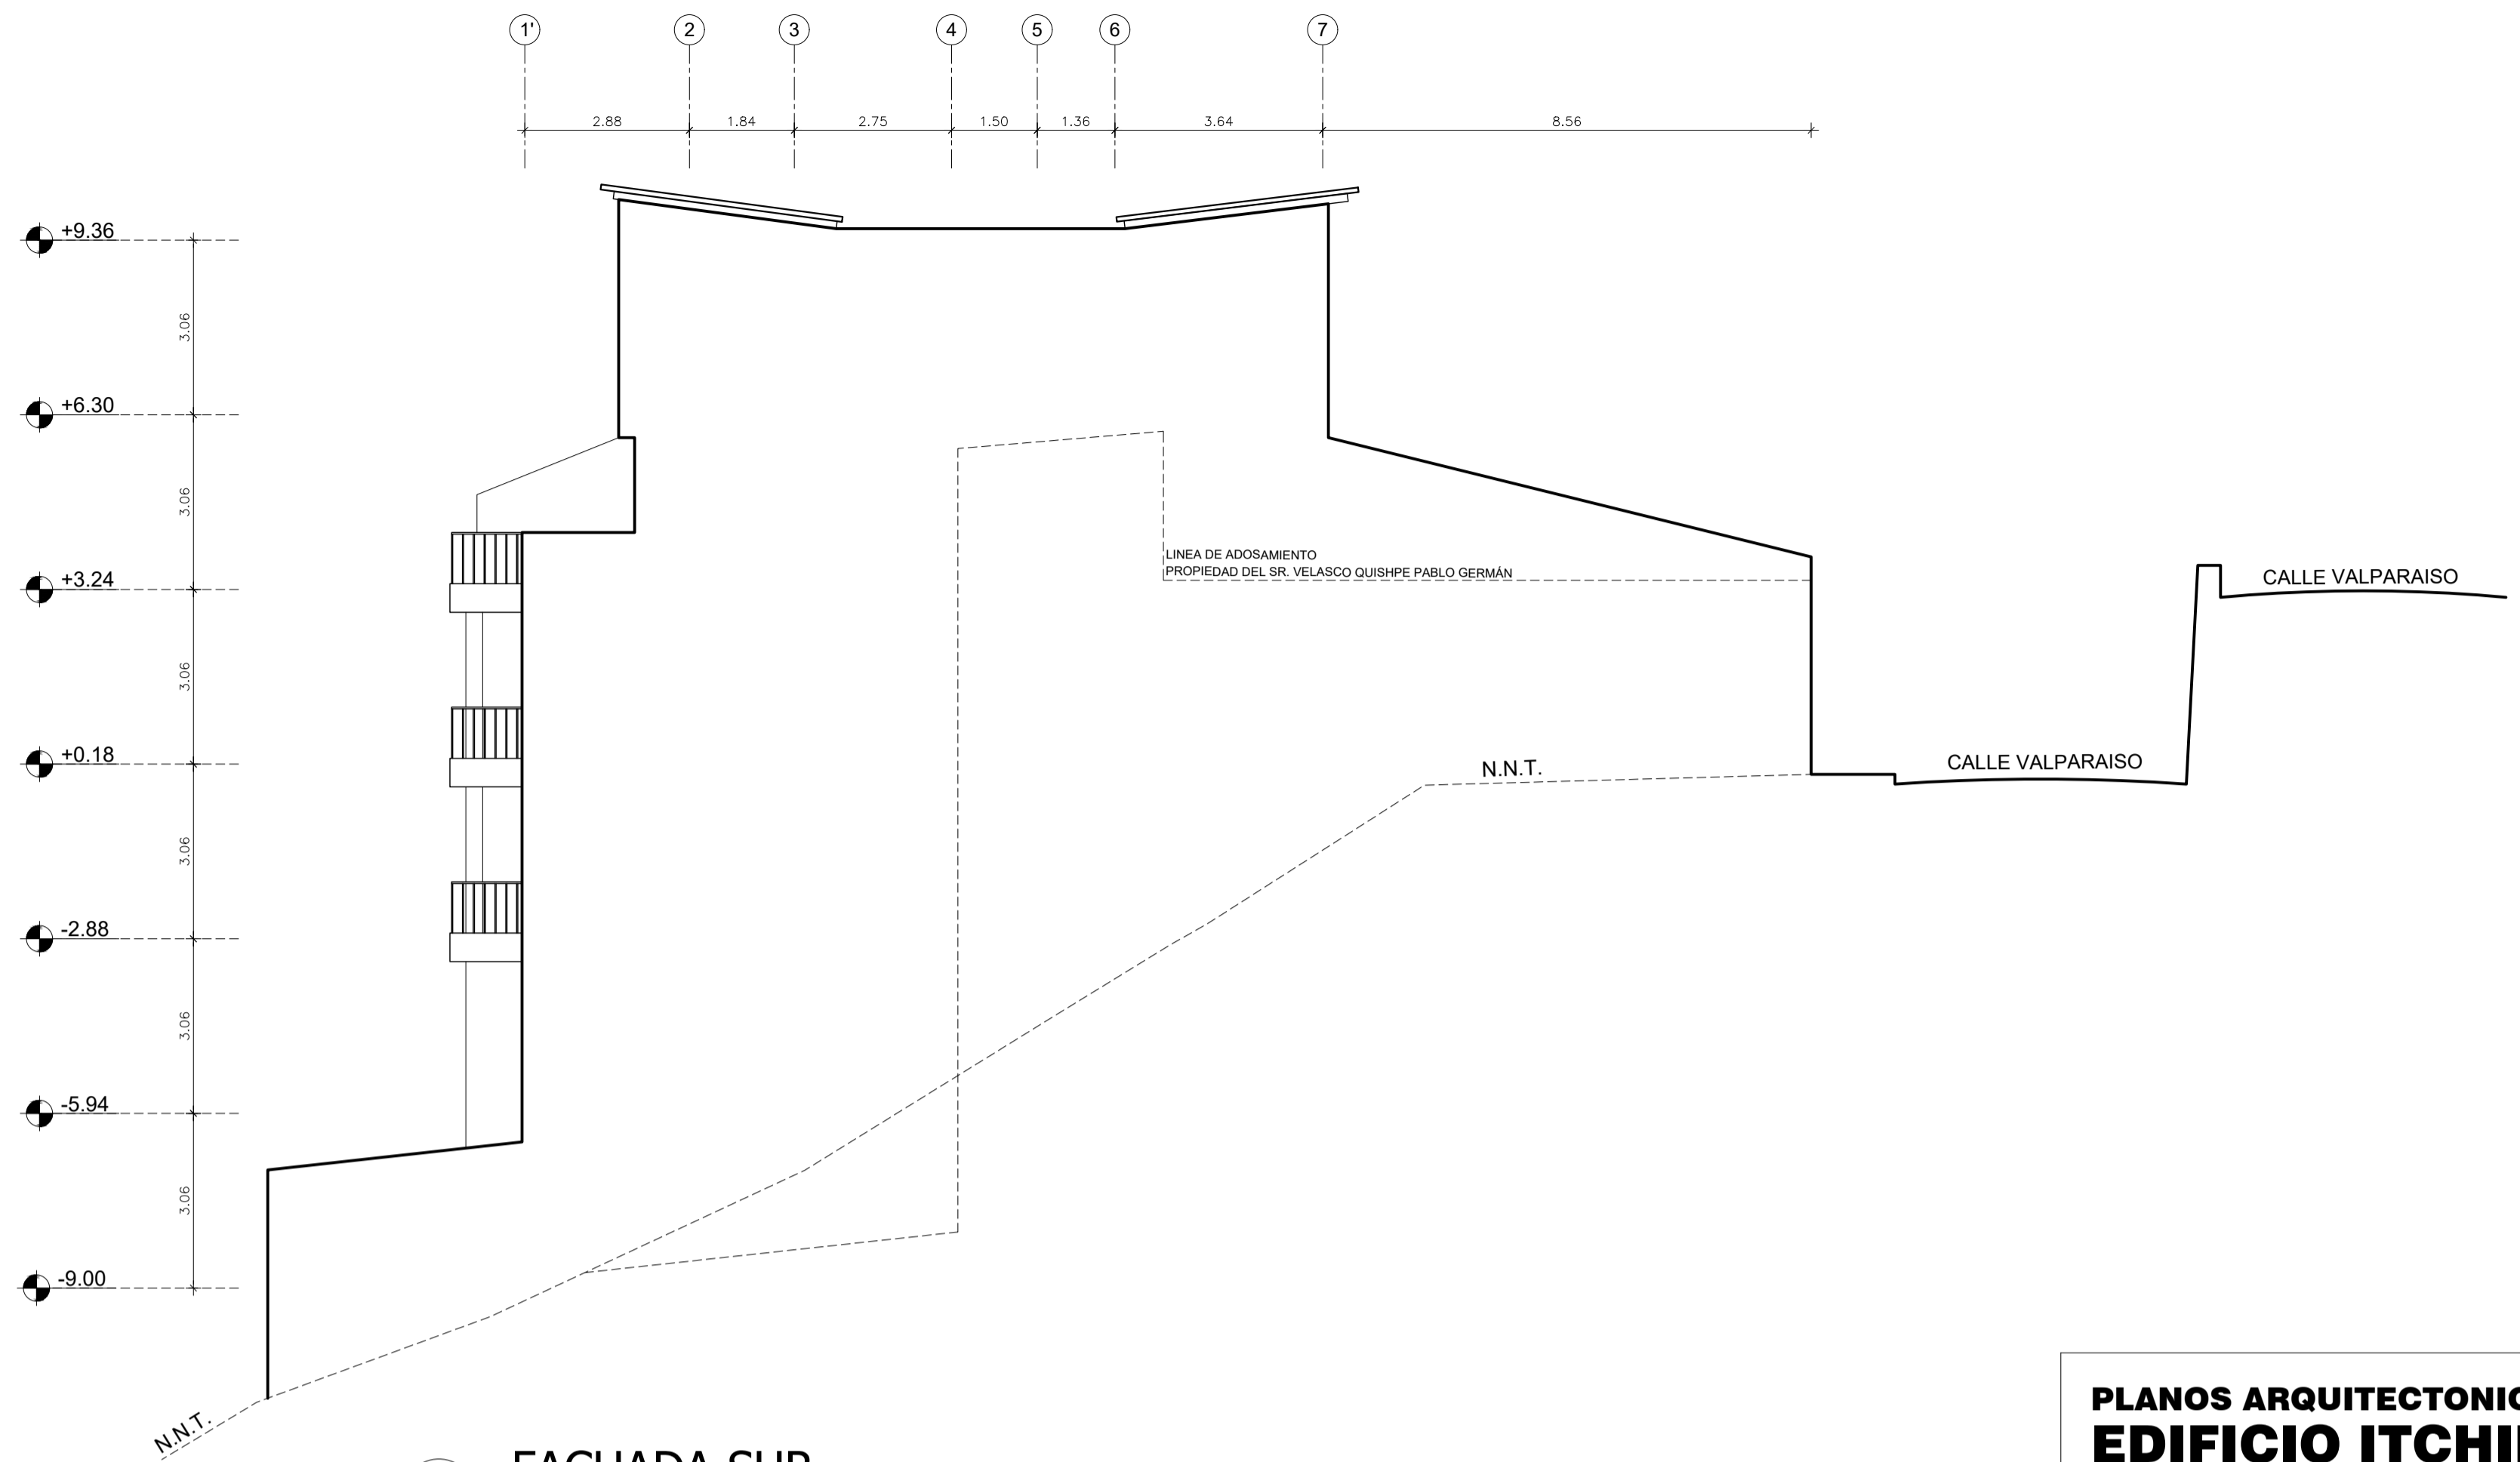 1' 2 3 4 5 6 7
2.88 1.84 2.75 1.50 1.36 3.64 8.56
+9.36
3.06
+6.30
3.06
+3.24
3.06
+0.18
3.06
-2.88
3.06
-5.94
3.06
-9.00
LINEA DE ADOSAMIENTO
PROPIEDAD DEL SR. VELASCO QUISHPE PABLO GERMÁN
CALLE VALPARAISO
CALLE VALPARAISO
N.N.T.
N.N.T.
FACHADA SUR
PLANOS
EDIFICIO